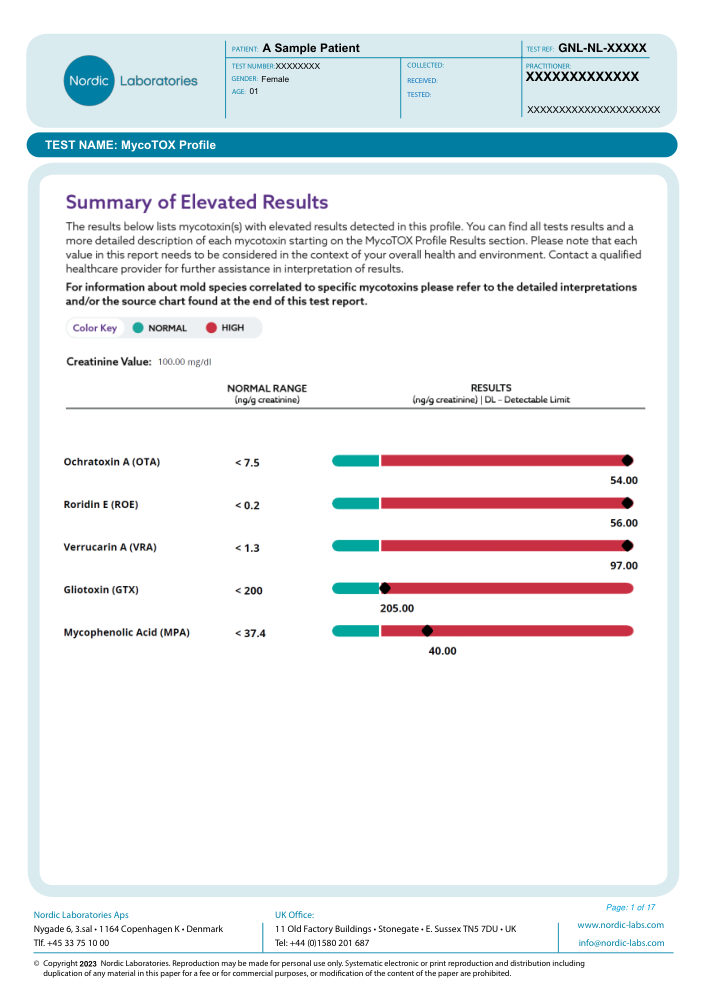 Nordic Laboratories
PATIENT: A Sample Patient
TEST NUMBER:XXXXXXXX
GENDER: Female
AGE: 01
COLLECTED:
RECEIVED:
TESTED:
TEST REF: GNL-NL-XXXXX
PRACTITIONER:
XXXXXXXXXXXXX
XXXXXXXXXXXXXXXXXXXXX
TEST NAME: MycoTOX Profile
Summary of Elevated Results
The results below lists mycotoxin(s) with elevated results detected in this profile. You can find all tests results and a
more detailed description of each mycotoxin starting on the MycoTOX Profile Results section. Please note that each
value in this report needs to be considered in the context of your overall health and environment. Contact a qualified
healthcare provider for further assistance in interpretation of results.
For information about mold species correlated to specific mycotoxins please refer to the detailed interpretations
and/or the source chart found at the end of this test report.
Color Key NORMAL HIGH
Creatinine Value: 100.00 mg/dl
NORMAL RANGE RESULTS
(ng/g creatinine) (ng/g creatinine) | DL – Detectable Limit
Ochratoxin A (OTA) < 7.5
54.00
Roridin E (ROE) < 0.2
56.00
Verrucarin A (VRA) < 1.3
97.00
Gliotoxin (GTX) < 200
205.00
Mycophenolic Acid (MPA) < 37.4
40.00
Page: 1 of 17
Nordic Laboratories Aps
Nygade 6, 3.sal • 1164 Copenhagen K • Denmark
Tlf. +45 33 75 10 00
UK Office:
11 Old Factory Buildings • Stonegate • E. Sussex TN5 7DU • UK
Tel: +44 (0)1580 201 687
www.nordic-labs.com
info@nordic-labs.com
© Copyright 2023 Nordic Laboratories. Reproduction may be made for personal use only. Systematic electronic or print reproduction and distribution including
duplication of any material in this paper for a fee or for commercial purposes, or modification of the content of the paper are prohibited.